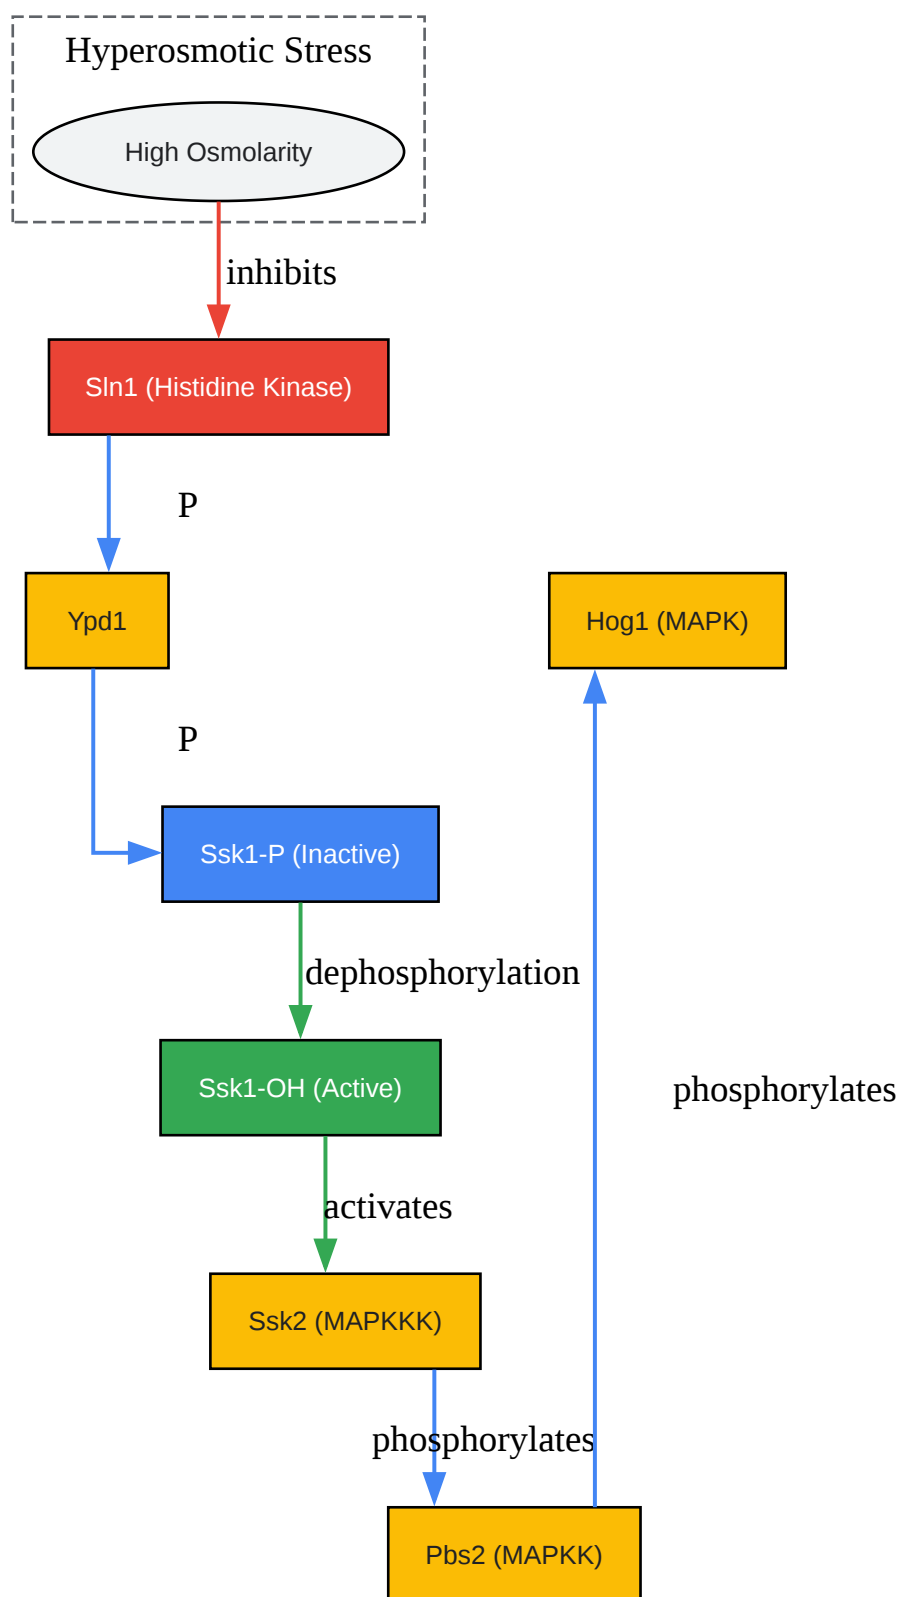 Hyperosmotic Stress
High Osmolarity
inhibits
Sln1 (Histidine Kinase)
P
Ypd1
Hog1 (MAPK)
P
Ssk1-P (Inactive)
dephosphorylation
Ssk1-OH (Active)
phosphorylates
activates
Ssk2 (MAPKKK)
phosphorylates
Pbs2 (MAPKK)